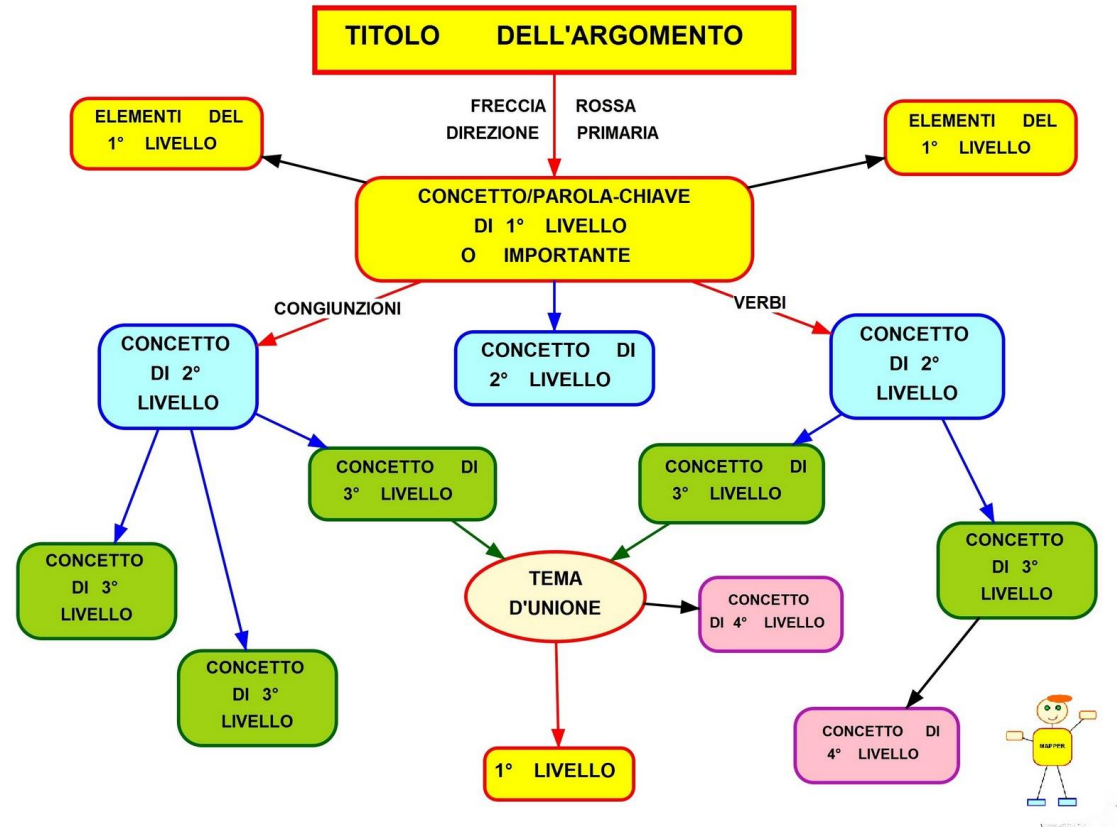 TITOLO DELL'ARGOMENTO
FRECCIA ROSSA
DIREZIONE PRIMARIA
ELEMENTI DEL
1° LIVELLO
ELEMENTI DEL
1° LIVELLO
CONCETTO/PAROLA-CHIAVE
DI 1° LIVELLO
O IMPORTANTE
CONGIUNZIONI
VERBI
CONCETTO
DI 2°
LIVELLO
CONCETTO DI
2° LIVELLO
CONCETTO
DI 2°
LIVELLO
CONCETTO DI
3° LIVELLO
CONCETTO DI
3° LIVELLO
CONCETTO
DI 3°
LIVELLO
CONCETTO
DI 3°
LIVELLO
TEMA
D'UNIONE
CONCETTO
DI 4° LIVELLO
CONCETTO
DI 3°
LIVELLO
CONCETTO DI
4° LIVELLO
1° LIVELLO
MAPPER